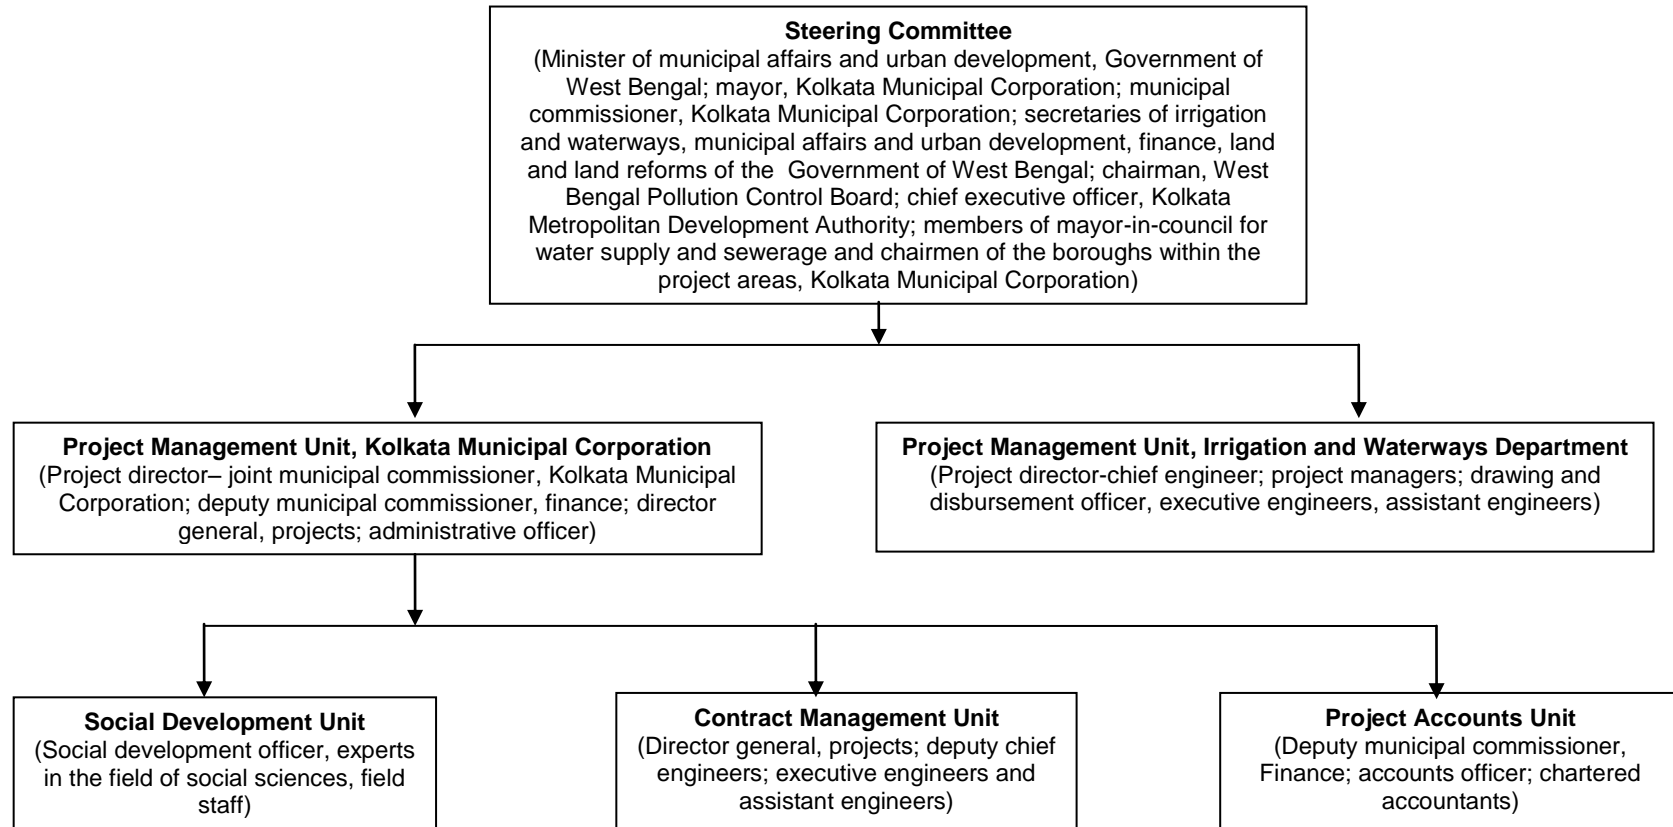 Steering Committee
(Minister of municipal affairs and urban development, Government of
West Bengal; mayor, Kolkata Municipal Corporation; municipal
commissioner, Kolkata Municipal Corporation; secretaries of irrigation
and waterways, municipal affairs and urban development, finance, land
and land reforms of the Government of West Bengal; chairman, West
Bengal Pollution Control Board; chief executive officer, Kolkata
Metropolitan Development Authority; members of mayor-in-council for
water supply and sewerage and chairmen of the boroughs within the
project areas, Kolkata Municipal Corporation)
Project Management Unit, Kolkata Municipal Corporation
(Project director– joint municipal commissioner, Kolkata Municipal
Corporation; deputy municipal commissioner, finance; director
general, projects; administrative officer)
Project Management Unit, Irrigation and Waterways Department
(Project director-chief engineer; project managers; drawing and
disbursement officer, executive engineers, assistant engineers)
Social Development Unit
(Social development officer, experts
in the field of social sciences, field
staff)
Contract Management Unit
(Director general, projects; deputy chief
engineers; executive engineers and
assistant engineers)
Project Accounts Unit
(Deputy municipal commissioner,
Finance; accounts officer; chartered
accountants)